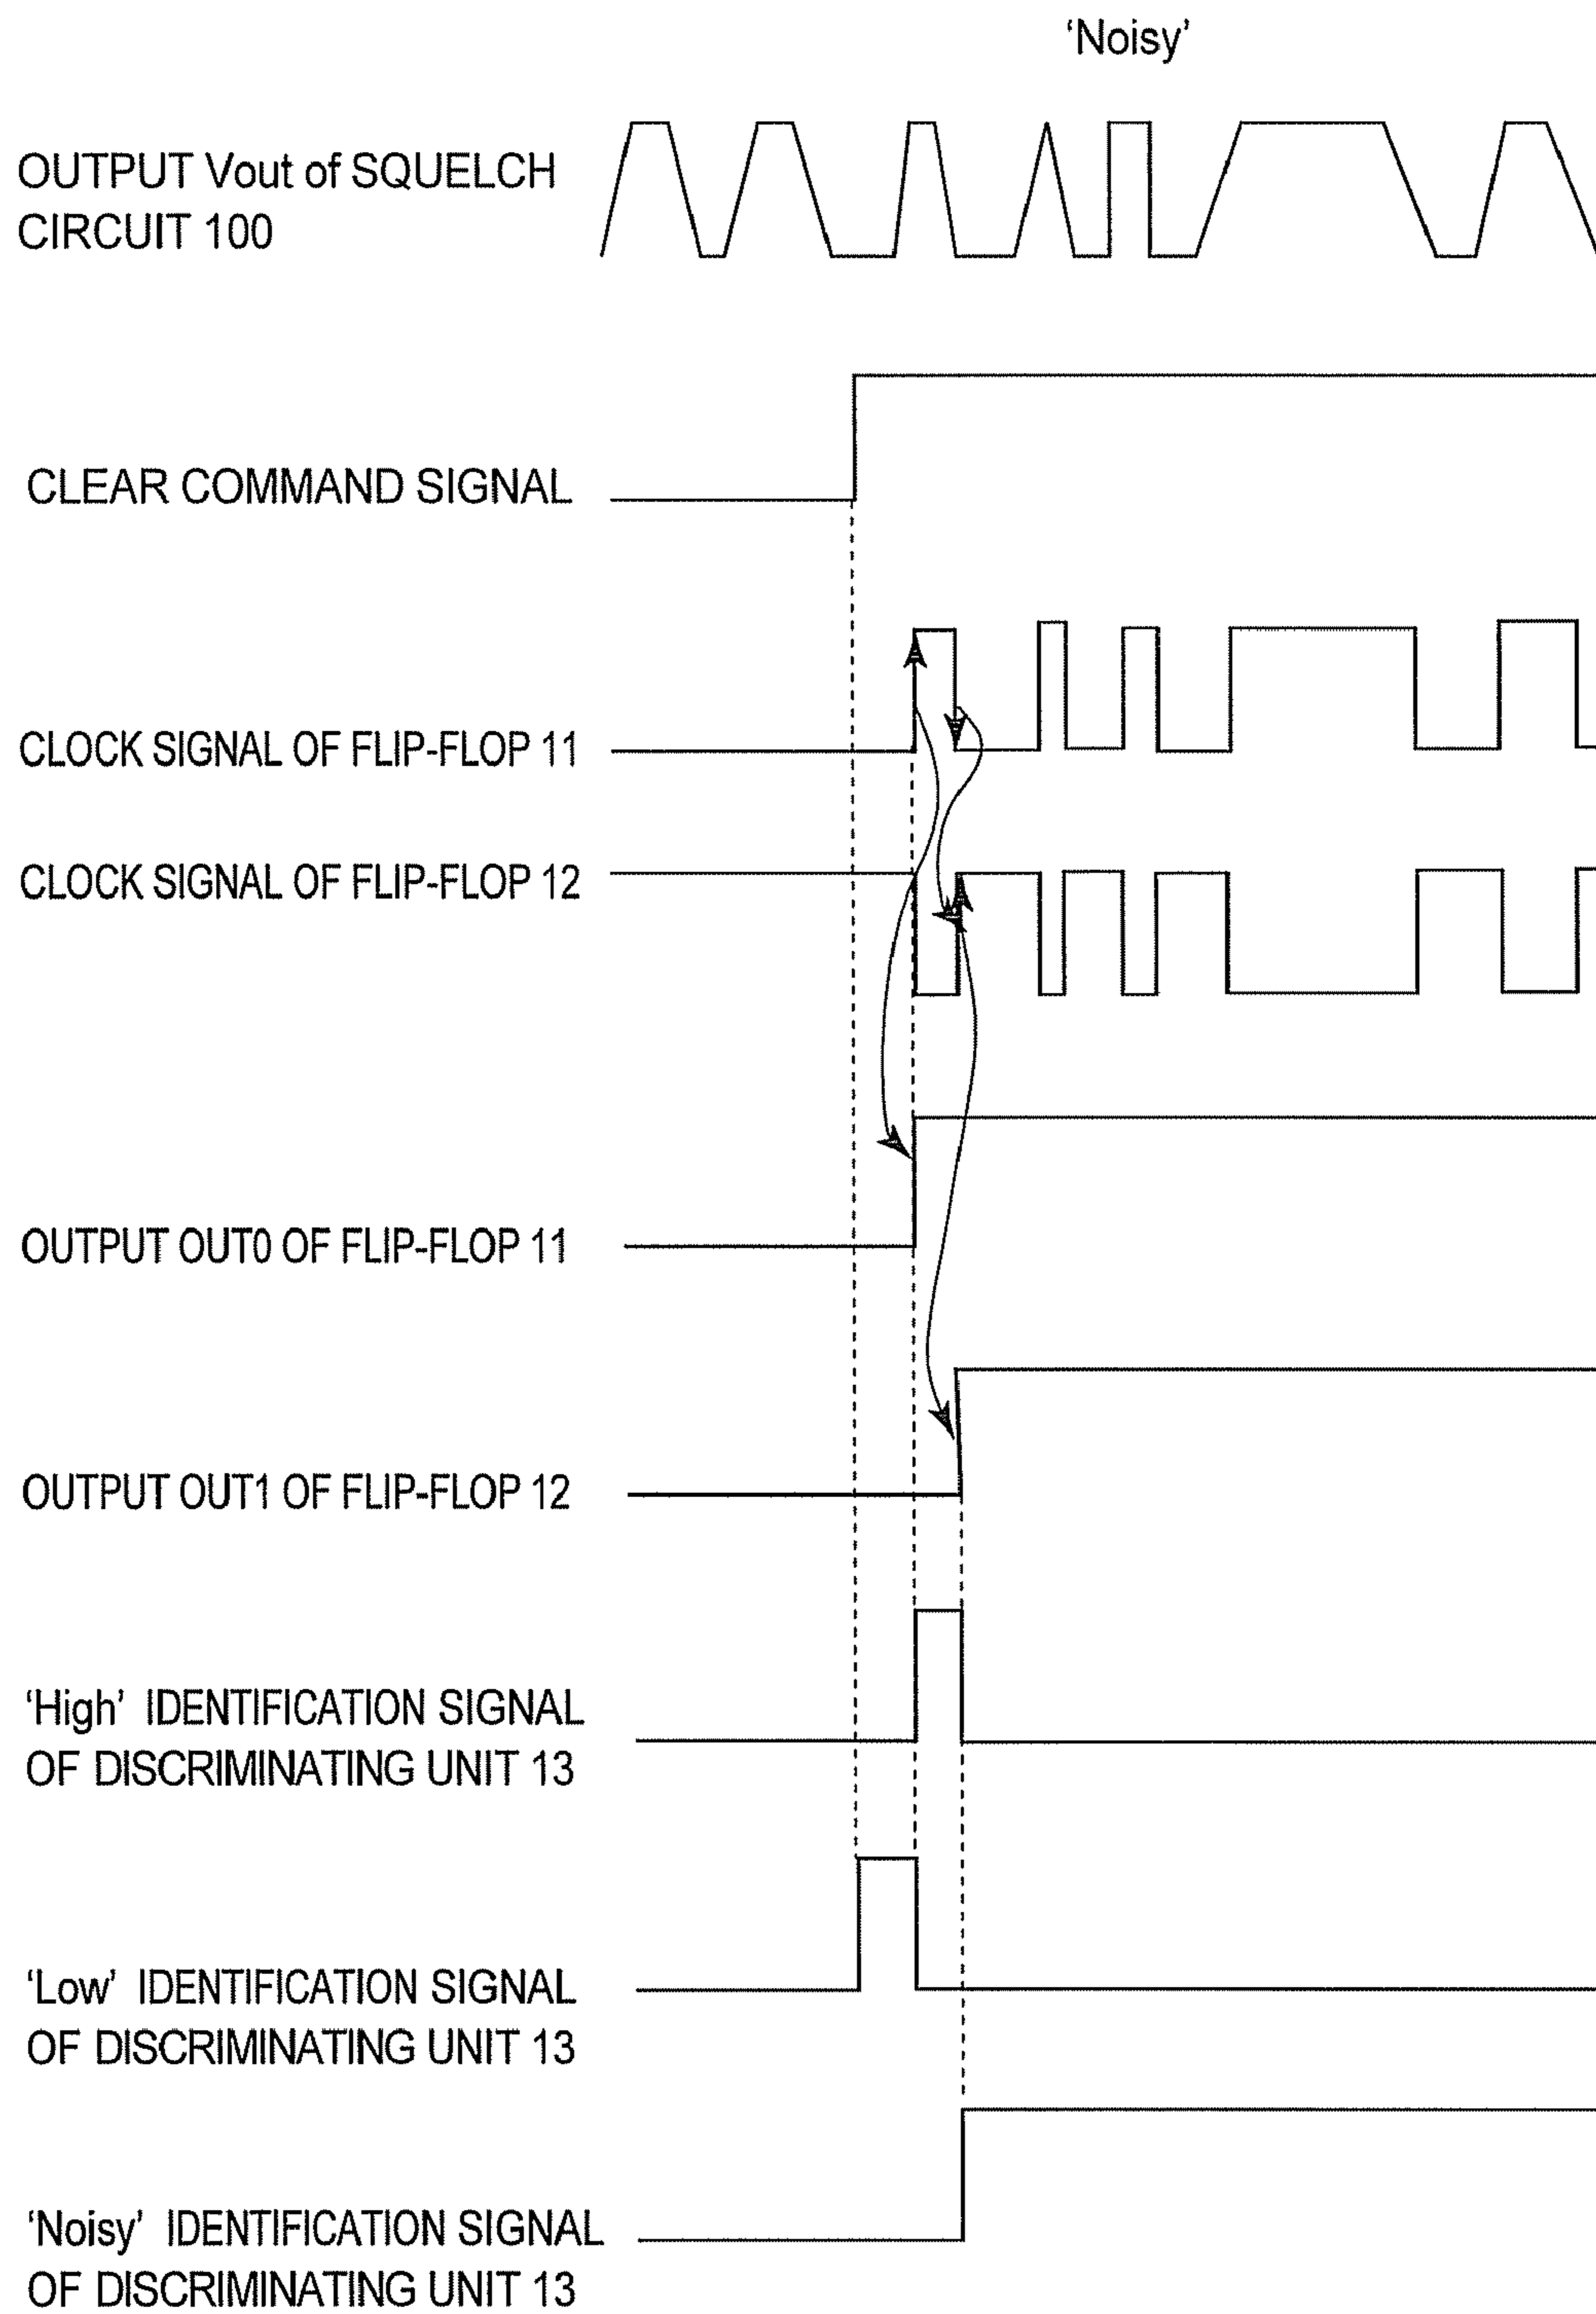 'Noisy'
OUTPUT Vout of SQUELCH
CIRCUIT 100
CLEAR COMMAND SIGNAL
CLOCK SIGNAL OF FLIP-FLOP 11
CLOCK SIGNAL OF FLIP-FLOP 12
OUTPUT OUT0 OF FLIP-FLOP 11
OUTPUT OUT1 OF FLIP-FLOP 12
'High' IDENTIFICATION SIGNAL
OF DISCRIMINATING UNIT 13
'Low' IDENTIFICATION SIGNAL
OF DISCRIMINATING UNIT 13
'Noisy' IDENTIFICATION SIGNAL
OF DISCRIMINATING UNIT 13